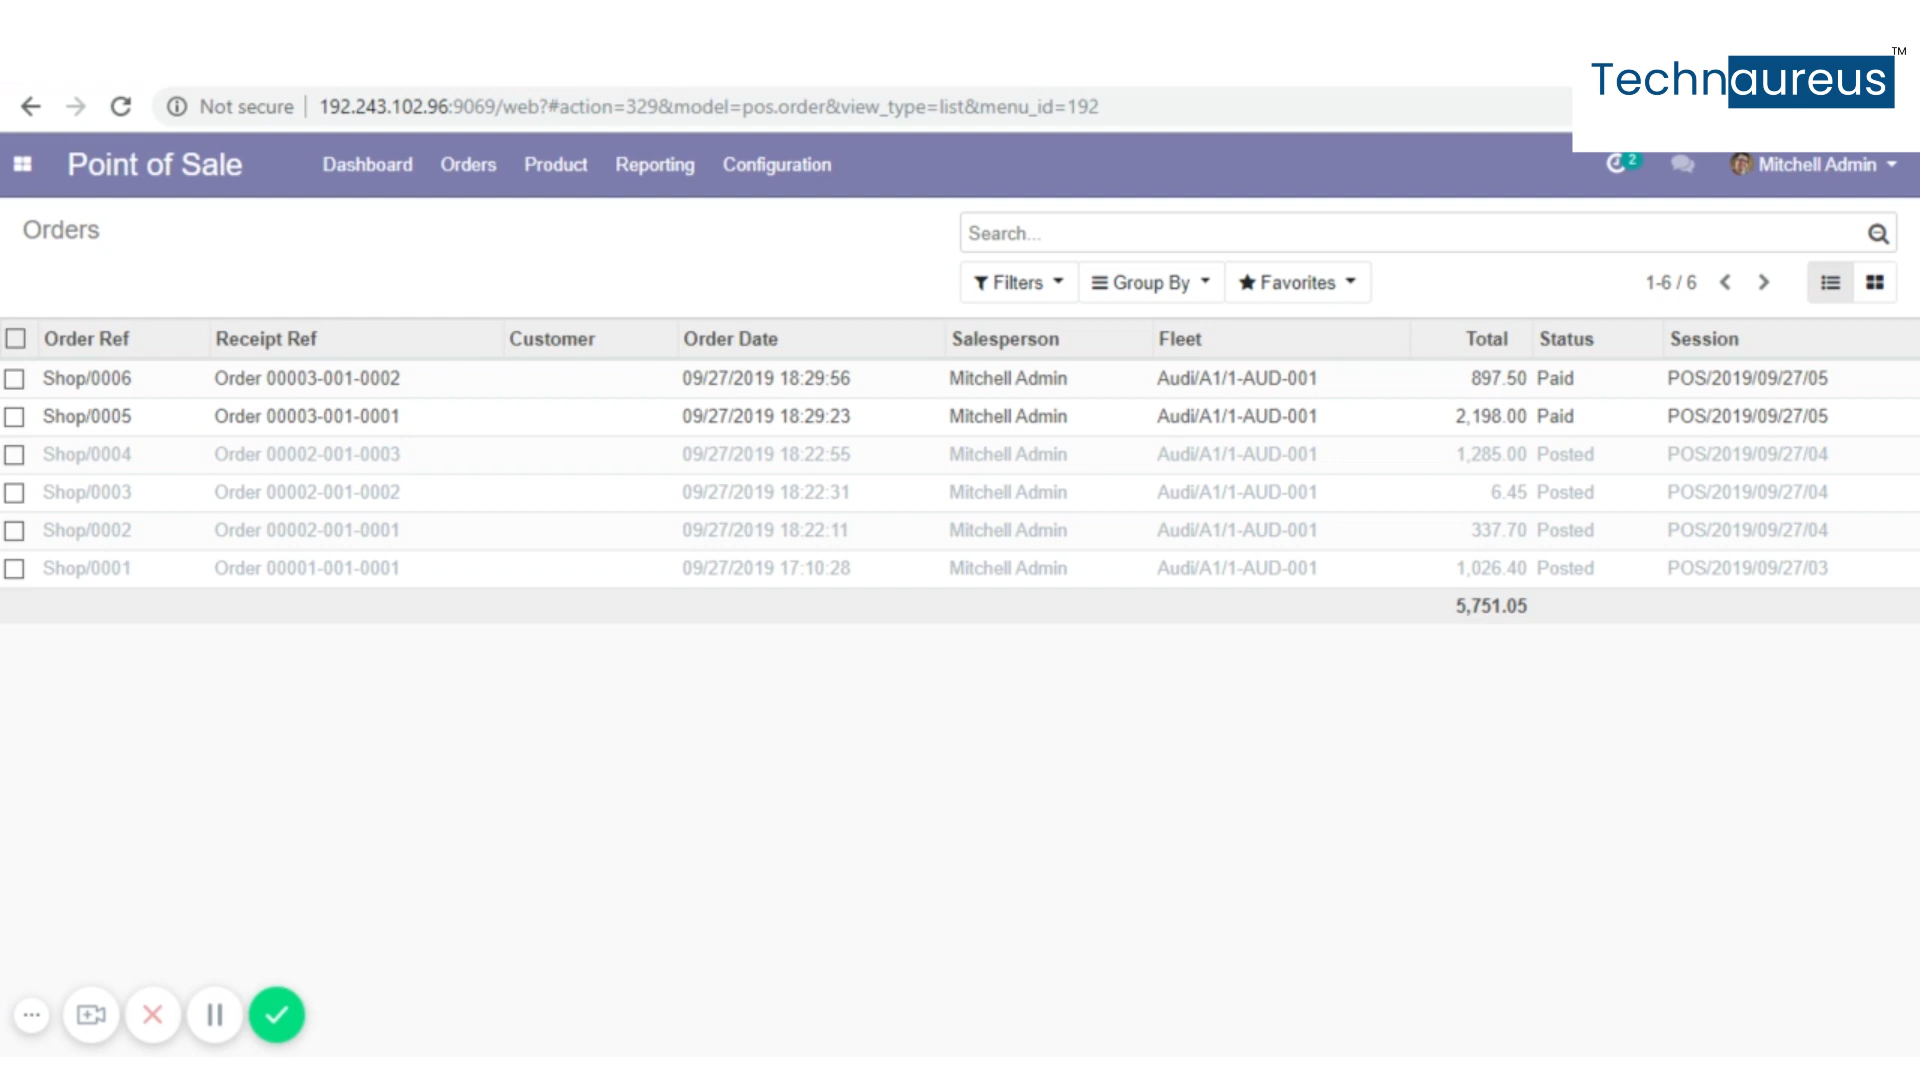 Technaureus™
Not secure 192.243.102.96:9069/web?#action=329&model=pos.order&view_type=list&menu_id=192
Point of Sale Dashboard Orders Product Reporting Configuration 2 Mitchell Admin
Orders Search...
Filters Group By Favorites 1-6 / 6
Order Ref Receipt Ref Customer Order Date Salesperson Fleet Total Status Session
Shop/0006 Order 00003-001-0002 09/27/2019 18:29:56 Mitchell Admin Audi/A1/1-AUD-001 897.50 Paid POS/2019/09/27/05
Shop/0005 Order 00003-001-0001 09/27/2019 18:29:23 Mitchell Admin Audi/A1/1-AUD-001 2,198.00 Paid POS/2019/09/27/05
Shop/0004 Order 00002-001-0003 09/27/2019 18:22:55 Mitchell Admin Audi/A1/1-AUD-001 1,285.00 Posted POS/2019/09/27/04
Shop/0003 Order 00002-001-0002 09/27/2019 18:22:31 Mitchell Admin Audi/A1/1-AUD-001 6.45 Posted POS/2019/09/27/04
Shop/0002 Order 00002-001-0001 09/27/2019 18:22:11 Mitchell Admin Audi/A1/1-AUD-001 337.70 Posted POS/2019/09/27/04
Shop/0001 Order 00001-001-0001 09/27/2019 17:10:28 Mitchell Admin Audi/A1/1-AUD-001 1,026.40 Posted POS/2019/09/27/03
5,751.05